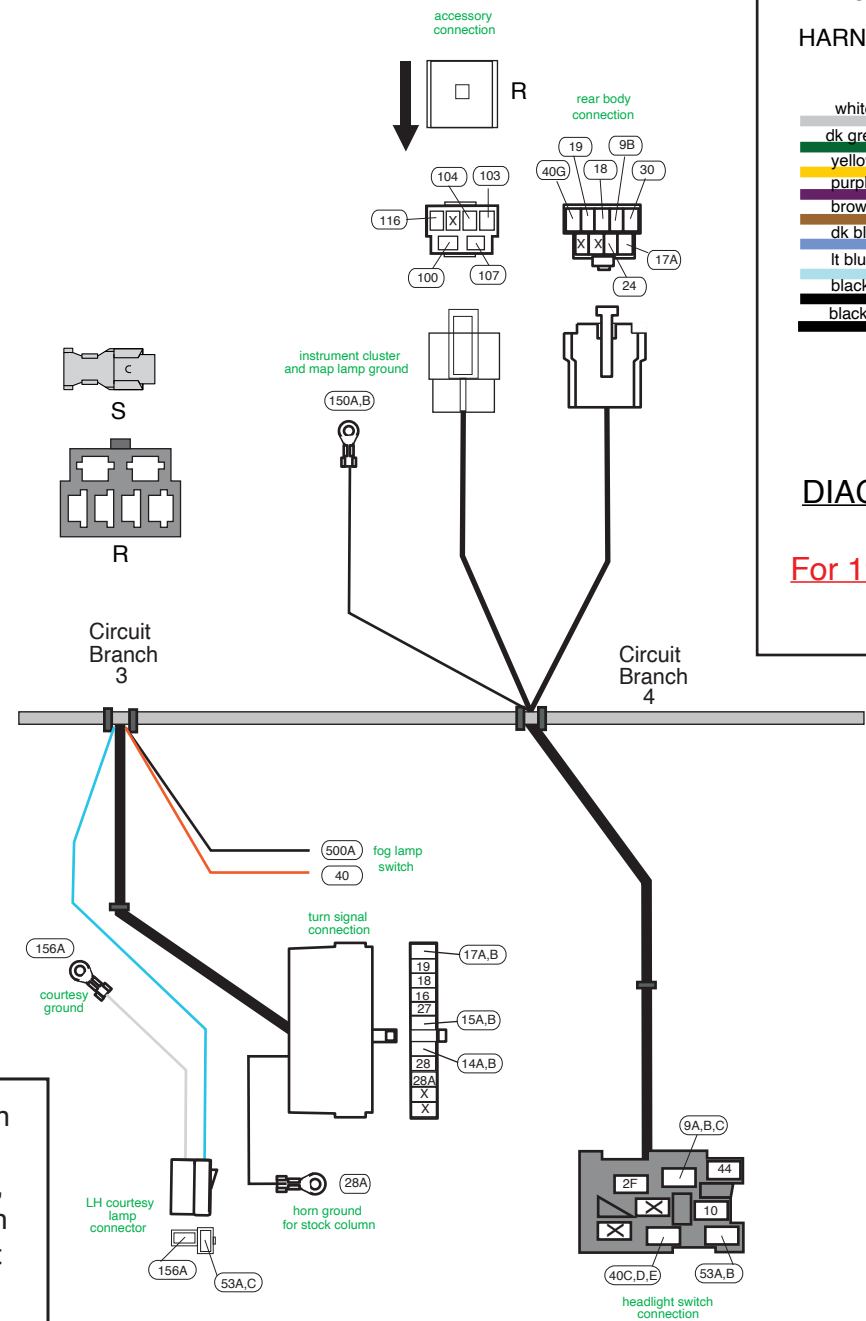 accessory
connection
R
rear body
connection
19
9B
40G
18
30
104
103
116
X
X X
17A
100
107
24
instrument cluster
and map lamp ground
150A,B
C
S
R
Circuit
Branch
3
Circuit
Branch
4
500A
fog lamp
switch
40
turn signal
connection
156A
courtesy
ground
17A,B
19
18
16
27
15A,B
14A,B
28
28A
X
X
28A
horn ground
for stock column
LH courtesy
lamp
connector
156A
53A,C
9A,B,C
44
2F
X
10
X
40C,D,E
53A,B
headlight switch
connection
HARN
whit
dk gre
yello
purp
brow
dk bl
lt blu
black
black
DIAG
For 1